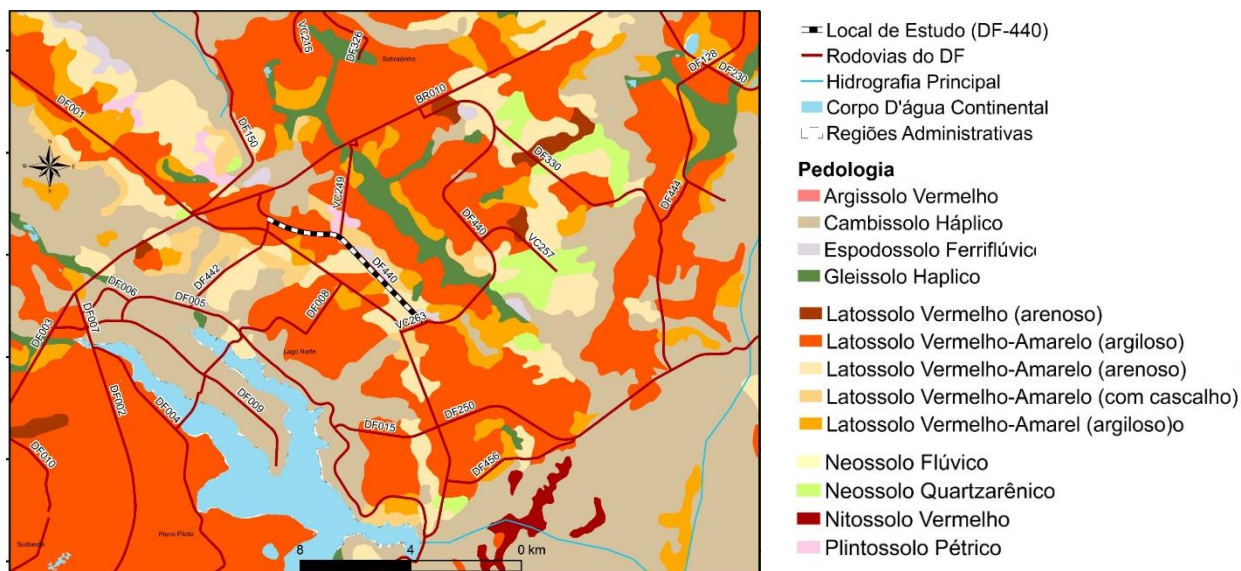 VC215
DF326
Sobradinho
DF128
DF230
BR010
DF001
DF150
DF330
N
W
E
S
VC249
DF444
DF440
VC257
DF440
DF442
DF006
DF005
DF008
VC263
DF003
DF007
Lago Norte
DF002
DF004
DF009
DF250
DF015
DF456
DF010
Plano Piloto
Sudoeste
8 4 0 km
Local de Estudo (DF-440)
Rodovias do DF
Hidrografia Principal
Corpo D'água Continental
Regiões Administrativas
Pedologia
Argissolo Vermelho
Cambissolo Háplico
Espodossolo Ferriflúvico
Gleissolo Haplico
Latossolo Vermelho (arenoso)
Latossolo Vermelho-Amarelo (argiloso)
Latossolo Vermelho-Amarelo (arenoso)
Latossolo Vermelho-Amarelo (com cascalho)
Latossolo Vermelho-Amarel (argiloso)o
Neossolo Flúvico
Neossolo Quartzarênico
Nitossolo Vermelho
Plintossolo Pétrico